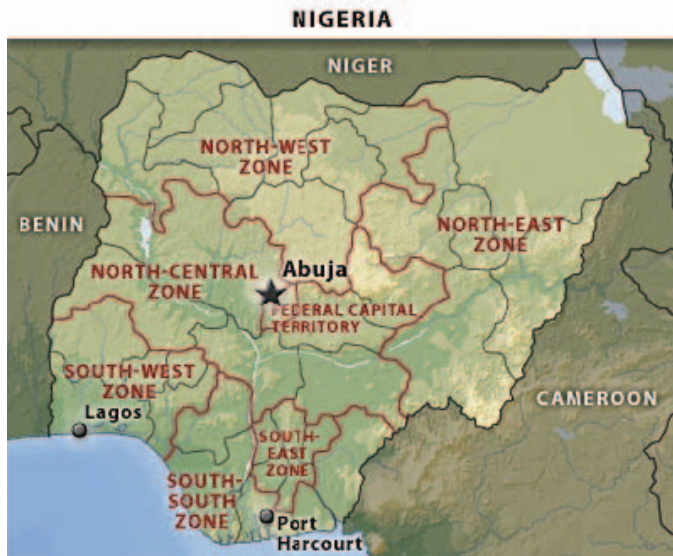 NIGERIA
NIGER
NORTH-WEST
ZONE
BENIN
NORTH-EAST
ZONE
NORTH-CENTRAL
ZONE
Abuja
FEDERAL CAPITAL
TERRITORY
SOUTH-WEST
ZONE
Lagos
CAMEROON
SOUTH-
EAST
ZONE
SOUTH-
SOUTH
ZONE
Port
Harcourt